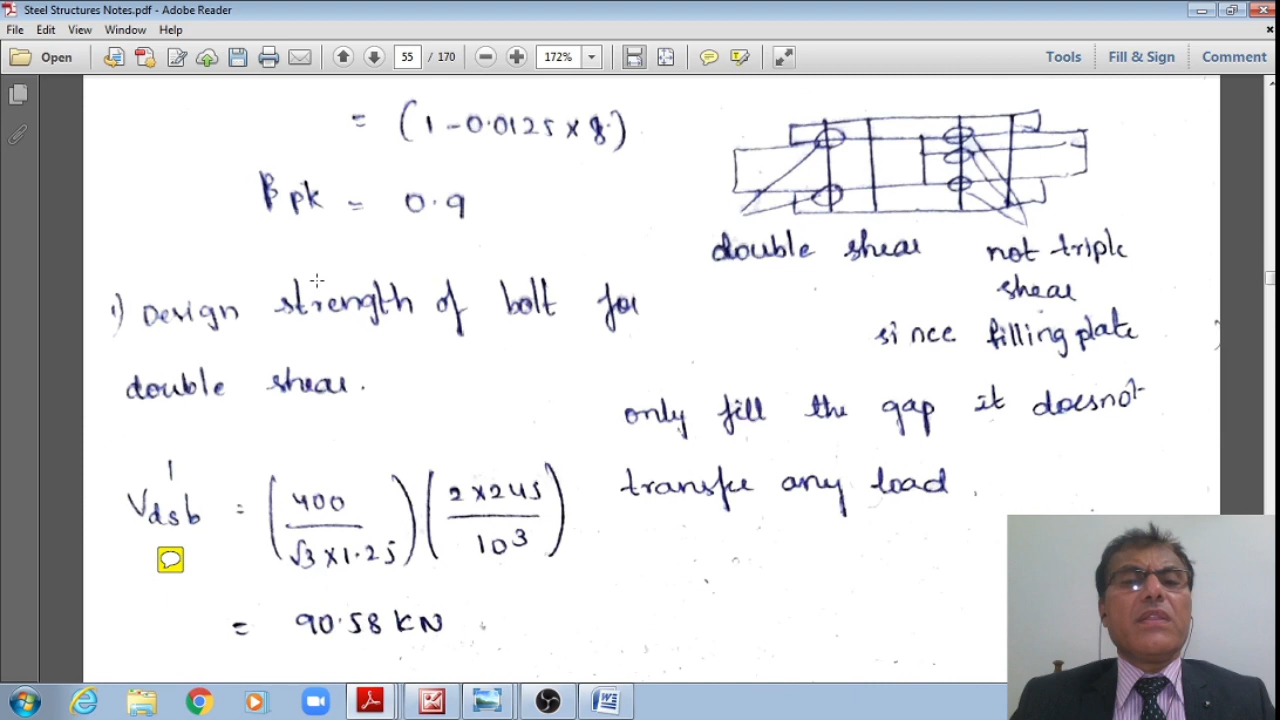 Steel Structures Notes.pdf - Adobe Reader
File Edit View Window Help
Open 55 / 170 172% Tools Fill & Sign Comment
= (1 - 0.0125 × 8)
βpk = 0.9
double shear not triple
shear
since filling plate
only fill the gap it doesnot
transfer any load.
1) Design strength of bolt for
double shear.
Vdsb = (400 / √3 × 1.25) (2 × 245 / 10³)
= 90.58 KN